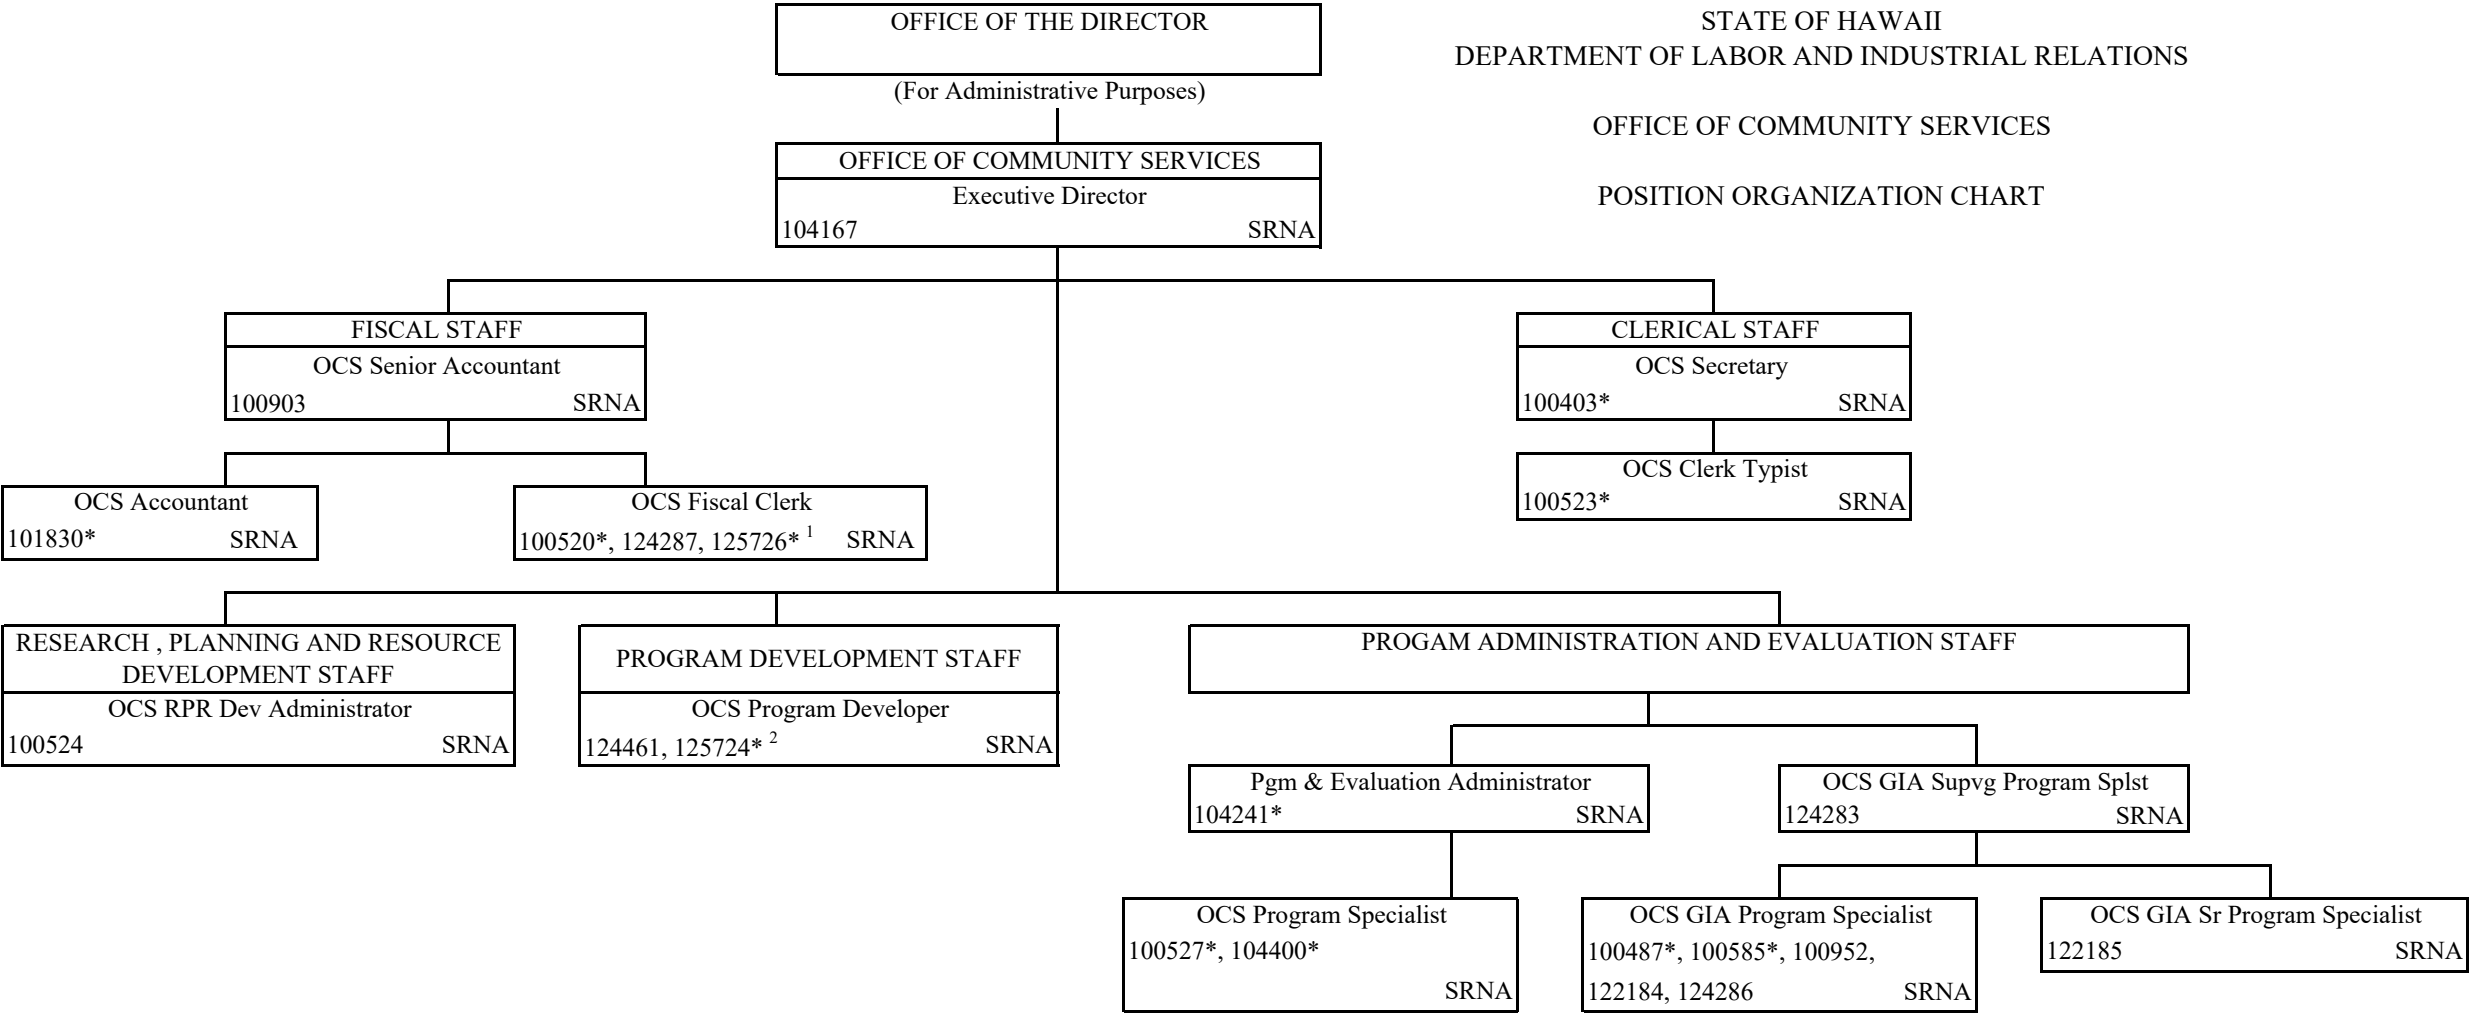 OFFICE OF THE DIRECTOR
(For Administrative Purposes)
STATE OF HAWAII
DEPARTMENT OF LABOR AND INDUSTRIAL RELATIONS
OFFICE OF COMMUNITY SERVICES
POSITION ORGANIZATION CHART
OFFICE OF COMMUNITY SERVICES
Executive Director
104167 SRNA
FISCAL STAFF
OCS Senior Accountant
100903 SRNA
CLERICAL STAFF
OCS Secretary
100403* SRNA
OCS Clerk Typist
100523* SRNA
OCS Accountant
101830* SRNA
OCS Fiscal Clerk
100520*, 124287, 125726* 1 SRNA
RESEARCH , PLANNING AND RESOURCE
DEVELOPMENT STAFF
OCS RPR Dev Administrator
100524 SRNA
PROGRAM DEVELOPMENT STAFF
OCS Program Developer
124461, 125724* 2 SRNA
PROGAM ADMINISTRATION AND EVALUATION STAFF
Pgm & Evaluation Administrator
104241* SRNA
OCS GIA Supvg Program Splst
124283 SRNA
OCS Program Specialist
100527*, 104400*
SRNA
OCS GIA Program Specialist
100487*, 100585*, 100952,
122184, 124286 SRNA
OCS GIA Sr Program Specialist
122185 SRNA